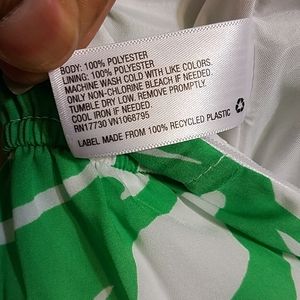 BODY: 100% POLYESTER
LINING: 100% POLYESTER
MACHINE WASH COLD WITH LIKE COLORS.
ONLY NON-CHLORINE BLEACH IF NEEDED.
TUMBLE DRY LOW. REMOVE PROMPTLY.
COOL IRON IF NEEDED.
RN17730 VN1068795
LABEL MADE FROM 100% RECYCLED PLASTIC